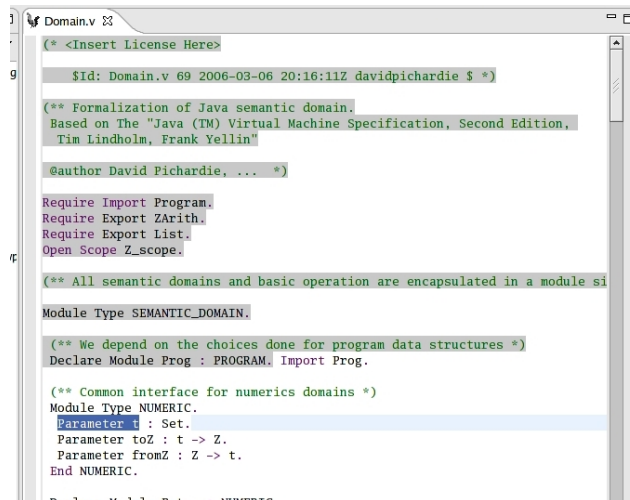 Domain.v
(* <Insert License Here>
$Id: Domain.v 69 2006-03-06 20:16:11Z davidpichardie $ *)
(** Formalization of Java semantic domain.
Based on The "Java (TM) Virtual Machine Specification, Second Edition,
Tim Lindholm, Frank Yellin"
@author David Pichardie, ... *)
Require Import Program.
Require Export ZArith.
Require Export List.
Open Scope Z_scope.
(** All semantic domains and basic operation are encapsulated in a module si
Module Type SEMANTIC_DOMAIN.
(** We depend on the choices done for program data structures *)
Declare Module Prog : PROGRAM. Import Prog.
(** Common interface for numerics domains *)
Module Type NUMERIC.
Parameter t : Set.
Parameter toZ : t -> Z.
Parameter fromZ : Z -> t.
End NUMERIC.